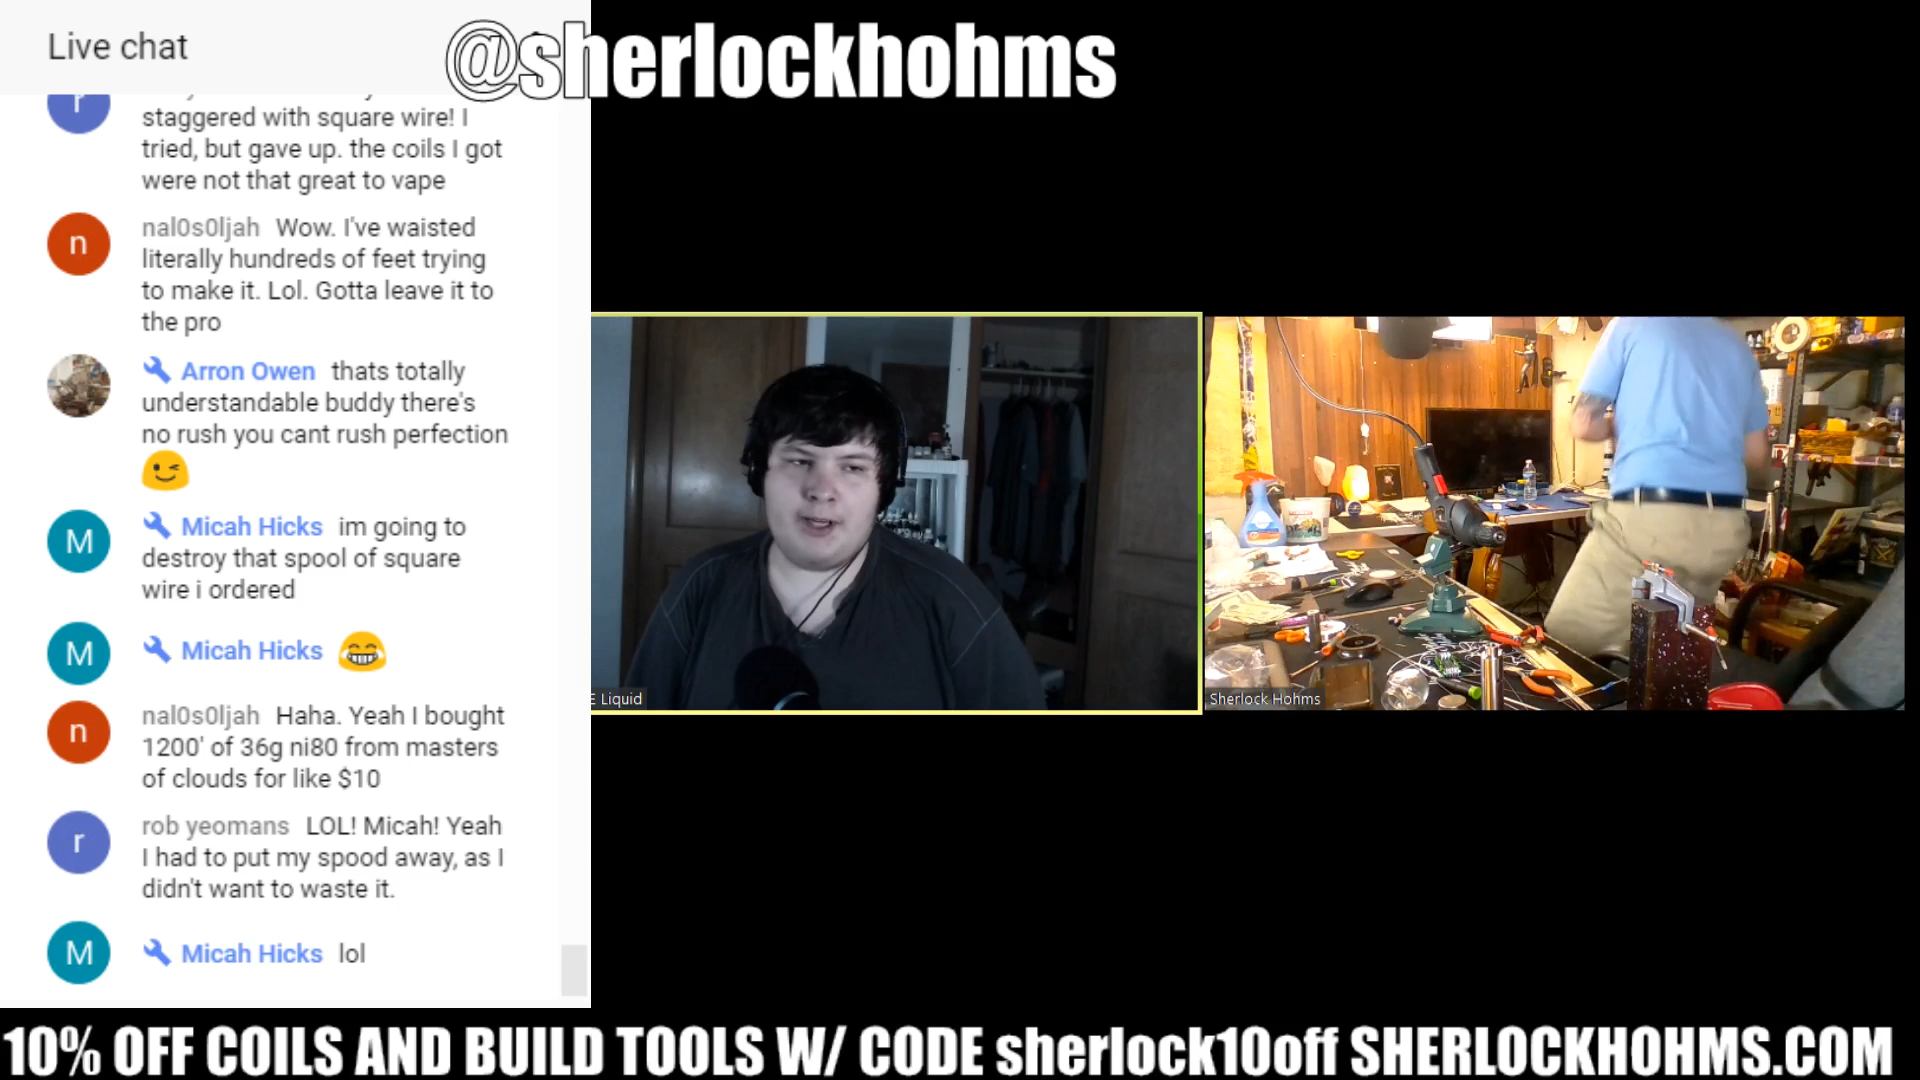 Live chat
@sherlockhohms
staggered with square wire! I
tried, but gave up. the coils I got
were not that great to vape
nal0s0ljah Wow. I've waisted
literally hundreds of feet trying
to make it. Lol. Gotta leave it to
the pro
Arron Owen thats totally
understandable buddy there's
no rush you cant rush perfection
Micah Hicks im going to
destroy that spool of square
wire i ordered
Micah Hicks
nal0s0ljah Haha. Yeah I bought
1200' of 36g ni80 from masters
of clouds for like $10
rob yeomans LOL! Micah! Yeah
I had to put my spood away, as I
didn't want to waste it.
Micah Hicks lol
r
n
M
M
n
r
M
E Liquid
Sherlock Hohms
10% OFF COILS AND BUILD TOOLS W/ CODE sherlock10off SHERLOCKHOHMS.COM